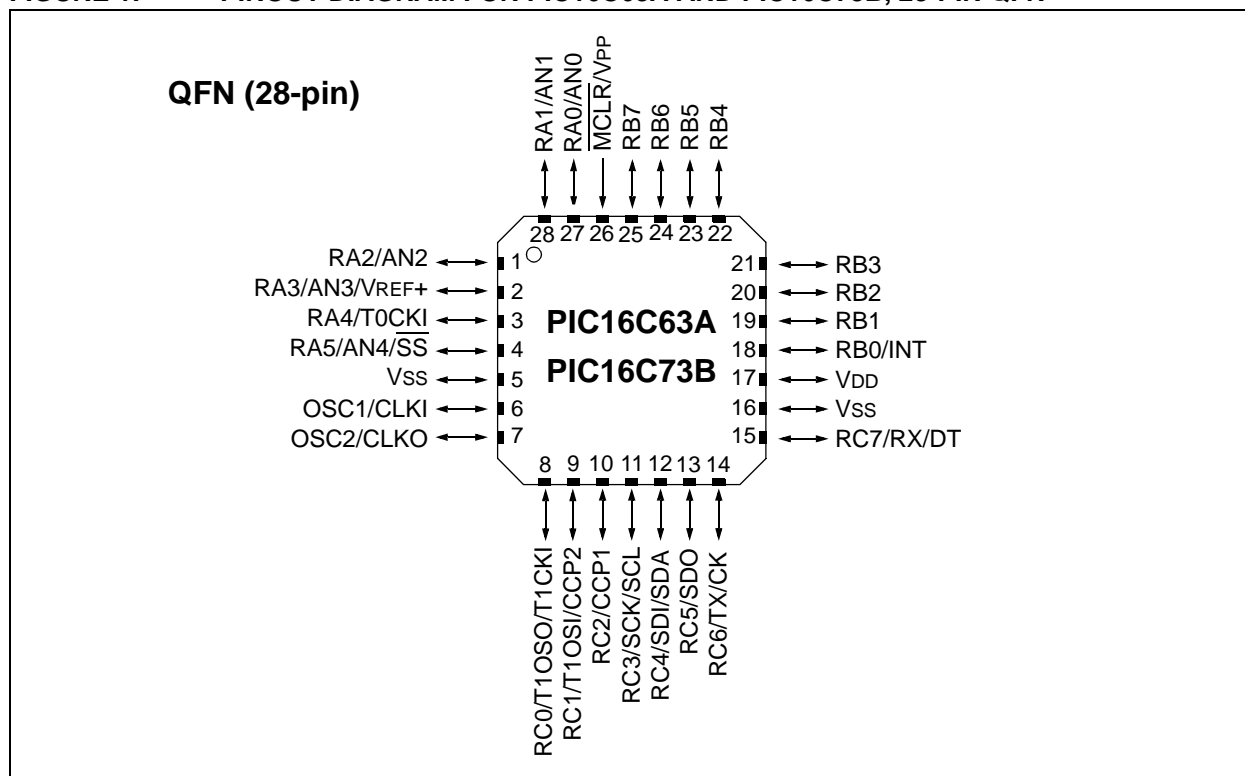 QFN (28-pin)
RA1/AN1
RA0/AN0
MCLR/VPP
RB7
RB6
RB5
RB4
28
27
26
25
24
23
22
RA2/AN2
1
RA3/AN3/VREF+
2
RA4/T0CKI
3
RA5/AN4/SS
4
VSS
5
OSC1/CLKI
6
OSC2/CLKO
7
PIC16C63A
PIC16C73B
21
RB3
20
RB2
19
RB1
18
RB0/INT
17
VDD
16
VSS
15
RC7/RX/DT
8
9
10
11
12
13
14
RC0/T1OSO/T1CKI
RC1/T1OSI/CCP2
RC2/CCP1
RC3/SCK/SCL
RC4/SDI/SDA
RC5/SDO
RC6/TX/CK